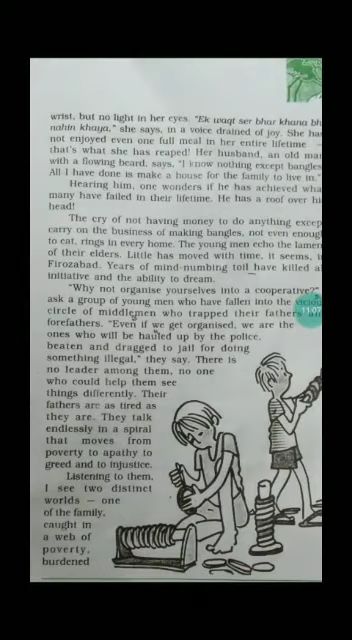 wrist, but no light in her eyes. "Ek waqt ser bhar khana bh
nahin khaya," she says, in a voice drained of joy. She has
not enjoyed even one full meal in her entire lifetime —
that's what she has reaped! Her husband, an old man
with a flowing beard, says, "I know nothing except bangles.
All I have done is make a house for the family to live in."
Hearing him, one wonders if he has achieved what
many have failed in their lifetime. He has a roof over his
head!
The cry of not having money to do anything except
carry on the business of making bangles, not even enough
to eat, rings in every home. The young men echo the lament
of their elders. Little has moved with time, it seems, in
Firozabad. Years of mind-numbing toil have killed all
initiative and the ability to dream.
"Why not organise yourselves into a cooperative?"
ask a group of young men who have fallen into the vicious
circle of middlemen who trapped their fathers and
forefathers. "Even if we get organised, we are the
ones who will be hauled up by the police,
beaten and dragged to jail for doing
something illegal," they say. There is
no leader among them, no one
who could help them see
things differently. Their
fathers are as tired as
they are. They talk
endlessly in a spiral
that moves from
poverty to apathy to
greed and to injustice.
Listening to them,
I see two distinct
worlds — one
of the family,
caught in
a web of
poverty,
burdened
11:07